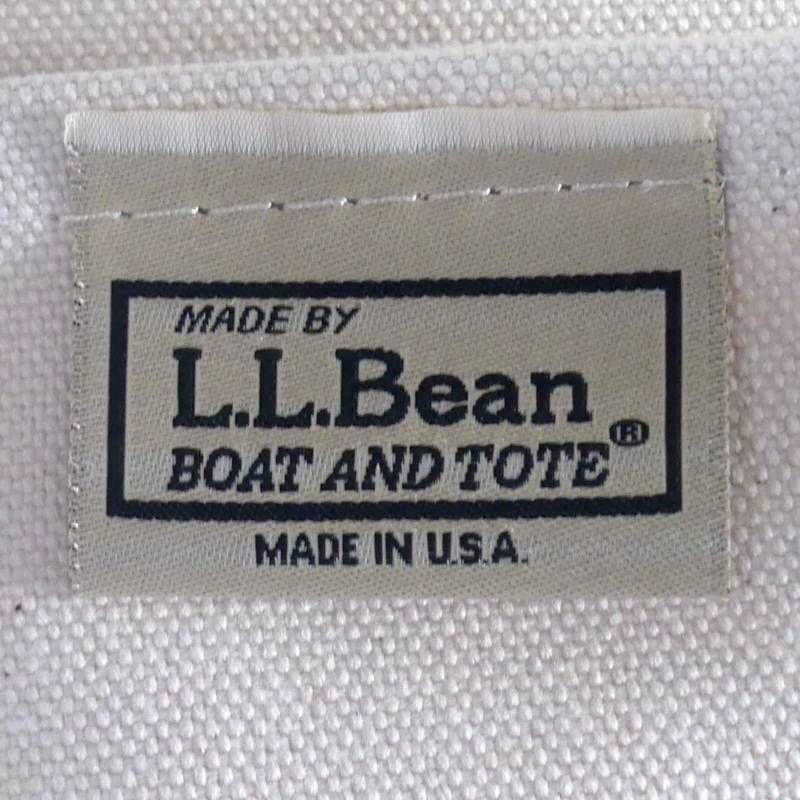 MADE BY
L.L.Bean
BOAT AND TOTE®
MADE IN U.S.A.